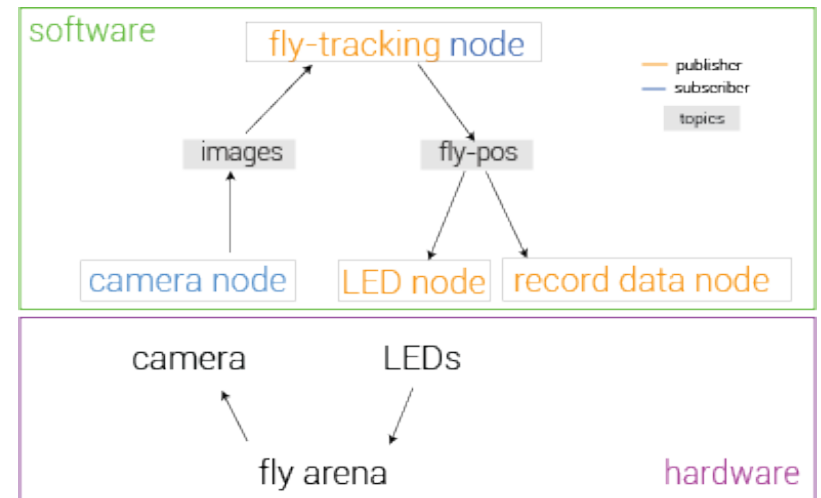 software
fly-tracking node
publisher
subscriber
topics
images
fly-pos
camera node
LED node
record data node
camera
LEDs
fly arena
hardware